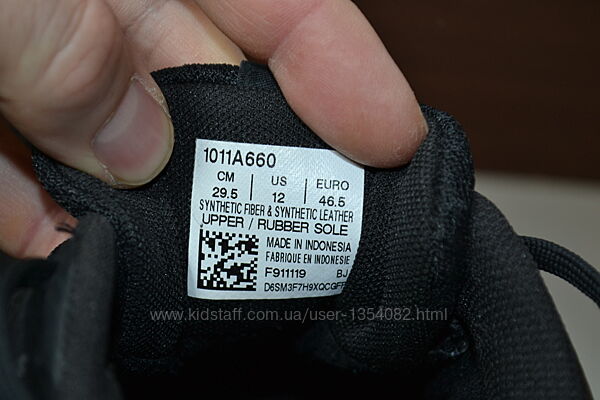 1011A660
CM US EURO
29.5 12 46.5
SYNTHETIC FIBER & SYNTHETIC LEATHER
UPPER / RUBBER SOLE
MADE IN INDONESIA
FABRIQUE EN INDONESIE
F911119 BJ
www.kidstaff.com.ua/user-1354082.html